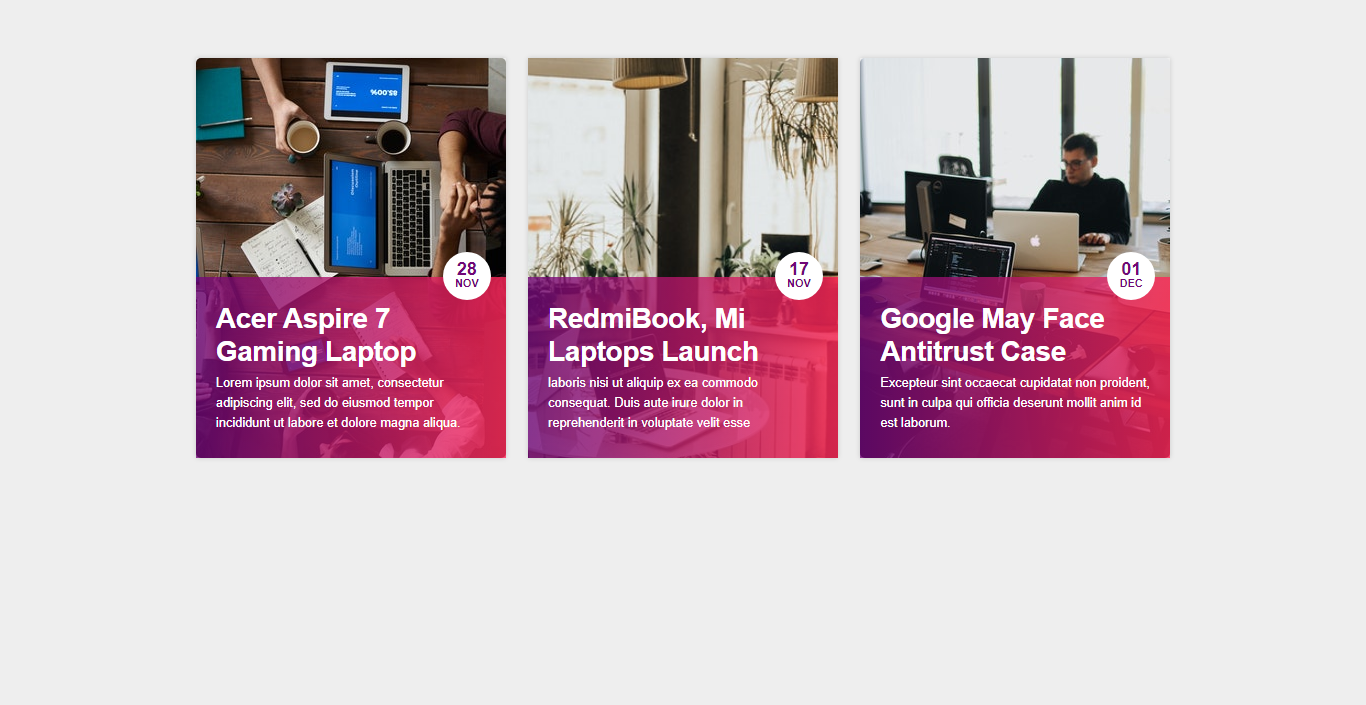 85.00%
28
NOV
Acer Aspire 7
Gaming Laptop
Lorem ipsum dolor sit amet, consectetur
adipiscing elit, sed do eiusmod tempor
incididunt ut labore et dolore magna aliqua.
17
NOV
RedmiBook, Mi
Laptops Launch
laboris nisi ut aliquip ex ea commodo
consequat. Duis aute irure dolor in
reprehenderit in voluptate velit esse
01
DEC
Google May Face
Antitrust Case
Excepteur sint occaecat cupidatat non proident,
sunt in culpa qui officia deserunt mollit anim id
est laborum.